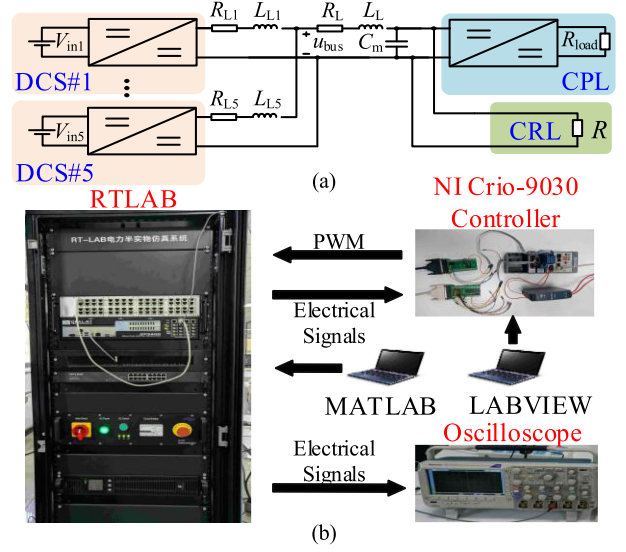 (a)
R_L1 L_L1
R_L L_L
V_in1
+
u_bus
−
C_m
R_load
DCS#1
CPL
R_L5 L_L5
V_in5
CRL
R
DCS#5
(a)
RTLAB
NI Crio-9030
Controller
RT-LAB电力半实物仿真系统
PWM
Electrical
Signals
MATLAB
LABVIEW
Oscilloscope
Electrical
Signals
(b)